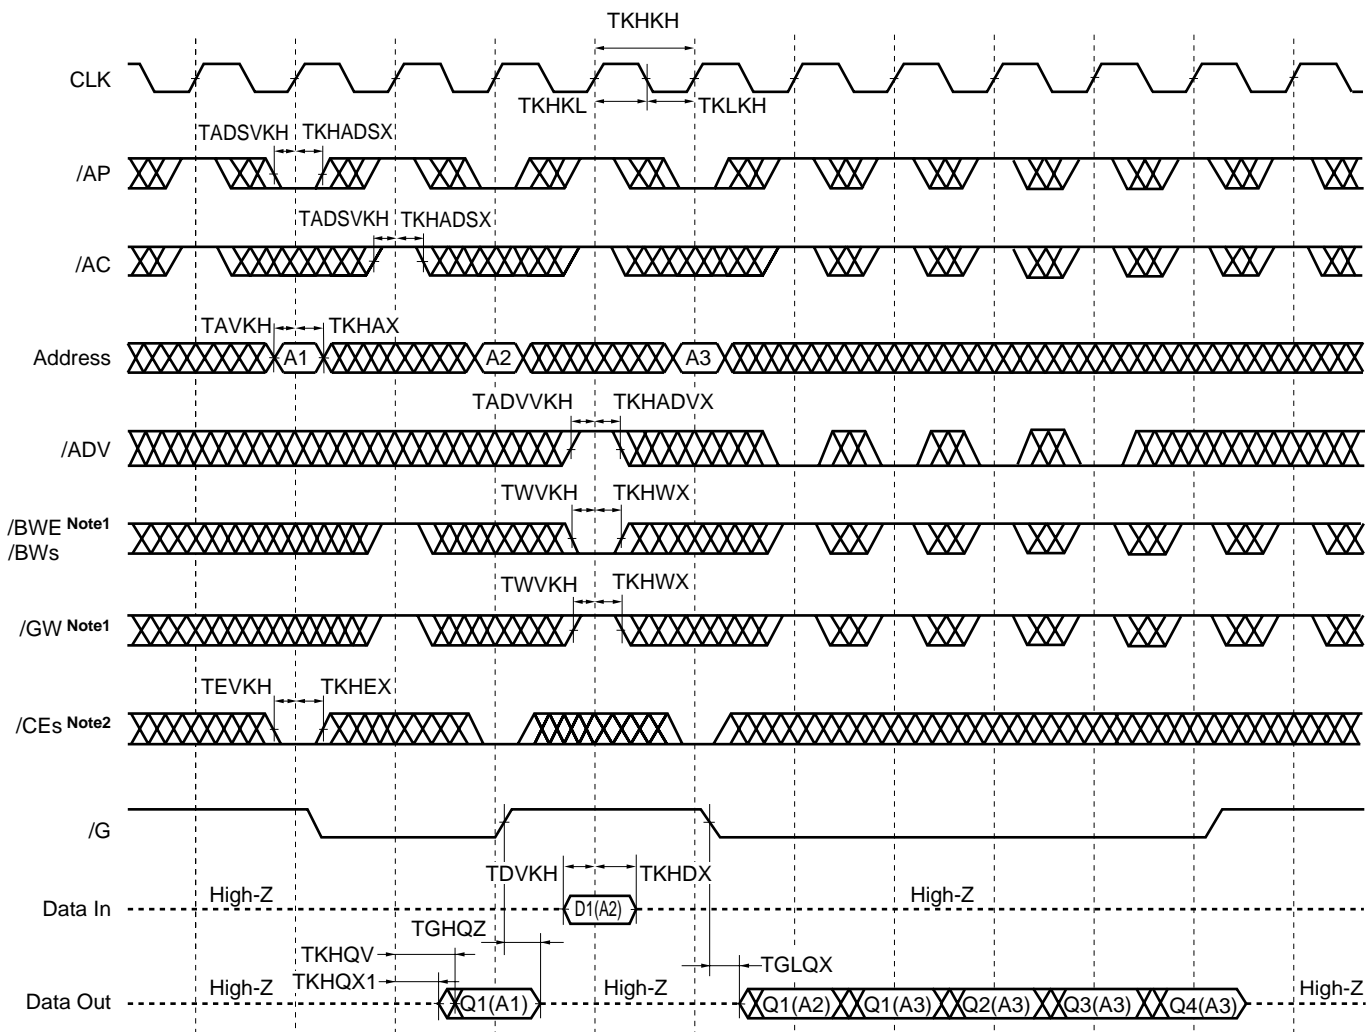 TKHKH
CLK
TKHKL TKLKH
TADSVKH TKHADSX
/AP
TADSVKH TKHADSX
/AC
TAVKH TKHAX
Address A1 A2 A3
TADVVKH TKHADVX
/ADV
TWVKH TKHWX
/BWE Note1
/BWs
TWVKH TKHWX
/GW Note1
TEVKH TKHEX
/CEs Note2
/G
TDVKH TKHDX
High-Z High-Z
Data In D1(A2)
TGHQZ
TKHQV
TGLQX
TKHQX1
High-Z High-Z High-Z
Data Out Q1(A1) Q1(A2) Q1(A3) Q2(A3) Q3(A3) Q4(A3)